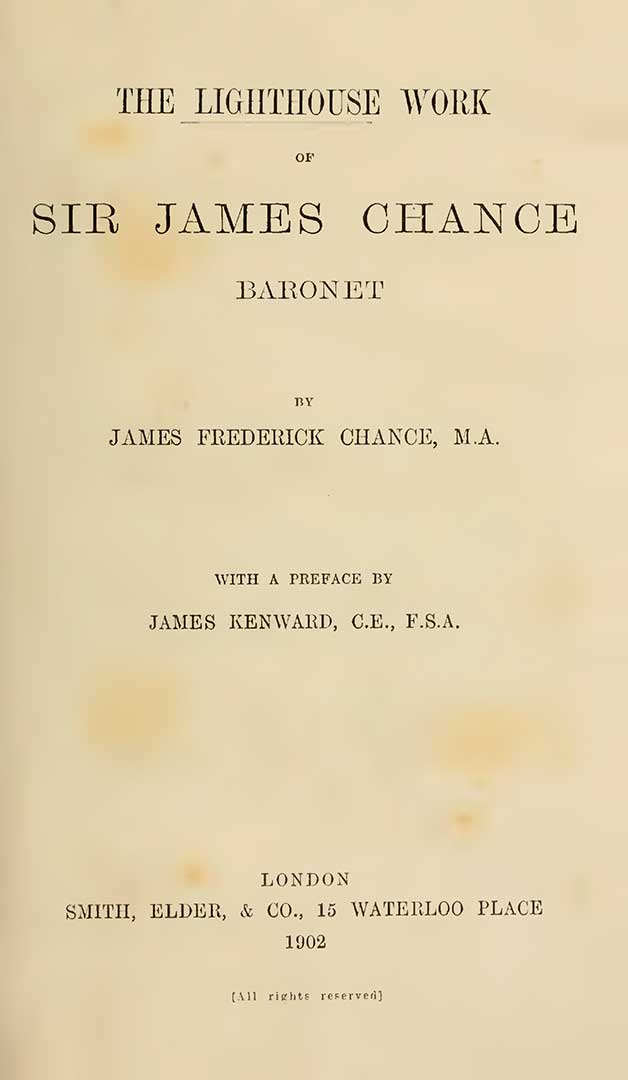 THE LIGHTHOUSE WORK
OF
SIR JAMES CHANCE
BARONET
BY
JAMES FREDERICK CHANCE, M.A.
WITH A PREFACE BY
JAMES KENWARD, C.E., F.S.A.
LONDON
SMITH, ELDER, & CO., 15 WATERLOO PLACE
1902
[All rights reserved]